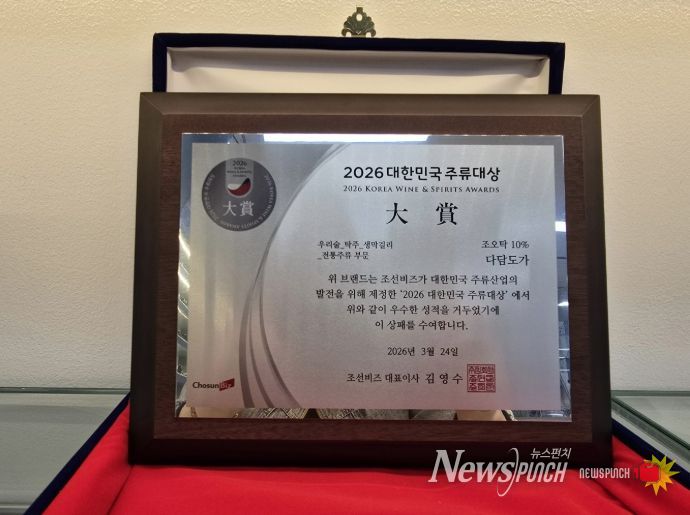 2026
KOREA
WINE & SPIRITS
AWARDS
大賞
2026 대한민국 주류대상
2026 KOREA WINE & SPIRITS AWARDS
大賞
우리술_탁주_생막걸리
_전통주류 부문
조오탁 10%
다담도가
위 브랜드는 조선비즈가 대한민국 주류산업의
발전을 위해 제정한 '2026 대한민국 주류대상' 에서
위와 같이 우수한 성적을 거두었기에
이 상패를 수여합니다.
2026년 3월 24일
조선비즈 대표이사 김영수
ChosunBiz
뉴스펀치
NEWSPUNCH
NEWSPUNCH